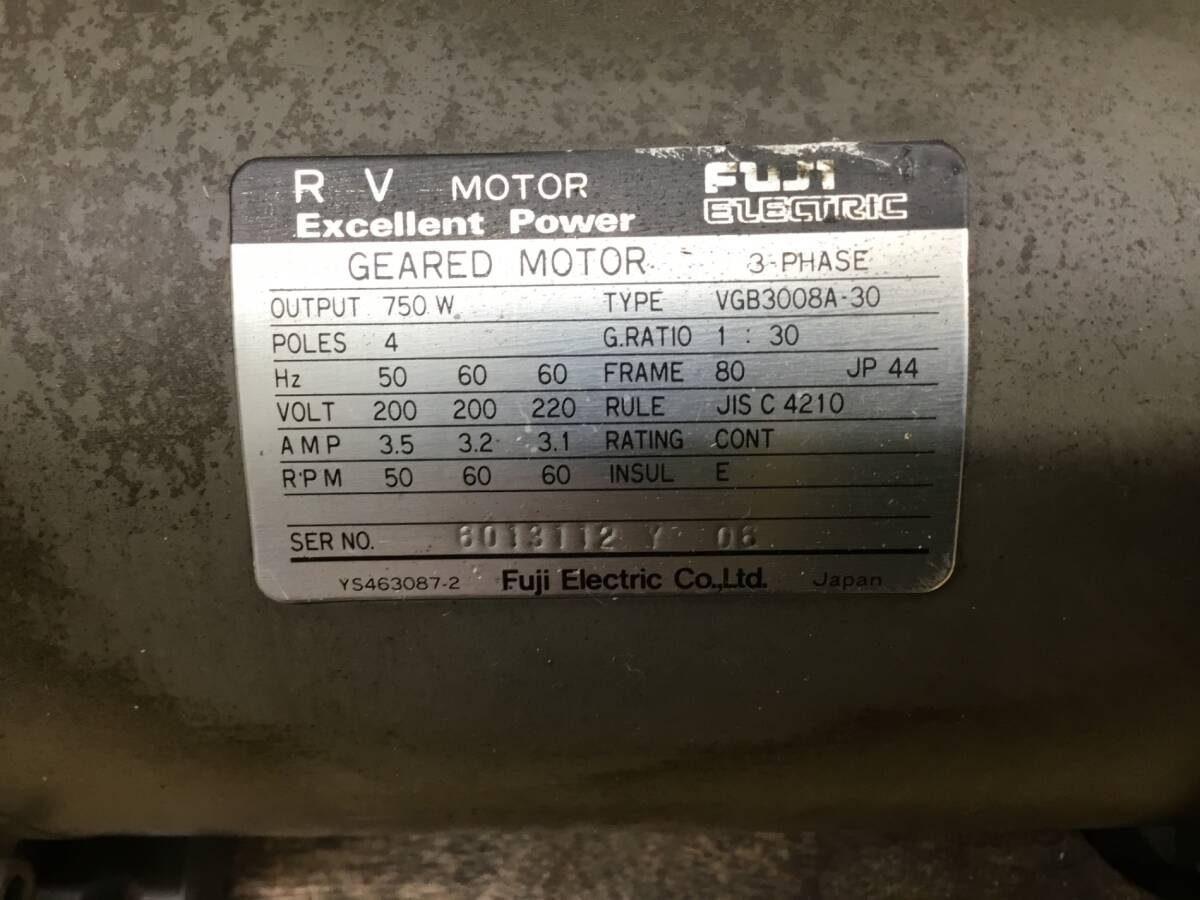 R V MOTOR FUJI
Excellent Power ELECTRIC
GEARED MOTOR 3-PHASE
OUTPUT 750 W TYPE VGB3008A-30
POLES 4 G.RATIO 1 : 30
Hz 50 60 60 FRAME 80 JP 44
VOLT 200 200 220 RULE JIS C 4210
AMP 3.5 3.2 3.1 RATING CONT
R.P.M 50 60 60 INSUL E
SER NO. 6013112 Y 06
YS463087-2 Fuji Electric Co.,Ltd. Japan